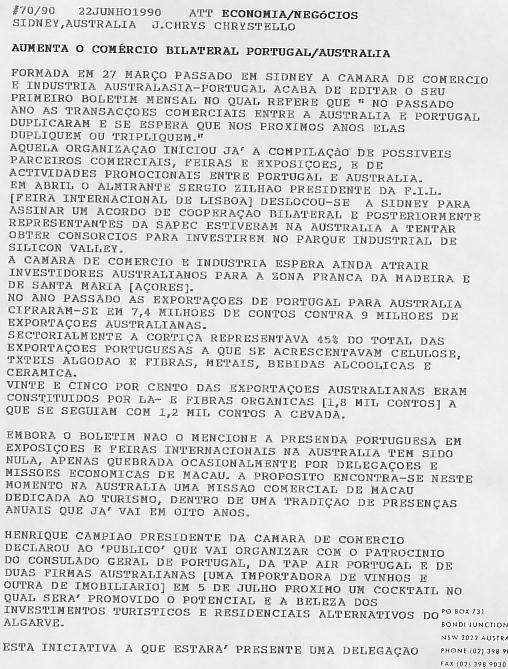 #70/90 22JUNHO1990 ATT ECONOMIA/NEGóCIOS
SIDNEY,AUSTRALIA J.CHRYS CHRYSTELLO
AUMENTA O COMÉRCIO BILATERAL PORTUGAL/AUSTRALIA
FORMADA EM 27 MARÇO PASSADO EM SIDNEY A CAMARA DE COMERCIO
E INDUSTRIA AUSTRALASIA-PORTUGAL ACABA DE EDITAR O SEU
PRIMEIRO BOLETIM MENSAL NO QUAL REFERE QUE " NO PASSADO
ANO AS TRANSACÇOES COMERCIAIS ENTRE A AUSTRALIA E PORTUGAL
DUPLICARAM E SE ESPERA QUE NOS PROXIMOS ANOS ELAS
DUPLIQUEM OU TRIPLIQUEM."
AQUELA ORGANIZAÇAO INICIOU JA' A COMPILAÇÃO DE POSSIVEIS
PARCEIROS COMERCIAIS, FEIRAS E EXPOSIÇOES, E DE
ACTIVIDADES PROMOCIONAIS ENTRE PORTUGAL E AUSTRALIA.
EM ABRIL O ALMIRANTE SERGIO ZILHAO PRESIDENTE DA F.I.L.
[FEIRA INTERNACIONAL DE LISBOA] DESLOCOU-SE A SIDNEY PARA
ASSINAR UM ACORDO DE COOPERAÇAO BILATERAL E POSTERIORMENTE
REPRESENTANTES DA SAPEC ESTIVERAM NA AUSTRALIA A TENTAR
OBTER CONSORCIOS PARA INVESTIREM NO PARQUE INDUSTRIAL DE
SILICON VALLEY.
A CAMARA DE COMERCIO E INDUSTRIA ESPERA AINDA ATRAIR
INVESTIDORES AUSTRALIANOS PARA A ZONA FRANCA DA MADEIRA E
DE SANTA MARIA [AÇORES].
NO ANO PASSADO AS EXPORTAÇOES DE PORTUGAL PARA AUSTRALIA
CIFRARAM-SE EM 7,4 MILHOES DE CONTOS CONTRA 9 MILHOES DE
EXPORTAÇOES AUSTRALIANAS.
SECTORIALMENTE A CORTIÇA REPRESENTAVA 45% DO TOTAL DAS
EXPORTAÇOES PORTUGUESAS A QUE SE ACRESCENTAVAM CELULOSE,
TXTEIS ALGODAO E FIBRAS, METAIS, BEBIDAS ALCOOLICAS E
CERAMICA.
VINTE E CINCO POR CENTO DAS EXPORTAÇOES AUSTRALIANAS ERAM
CONSTITUIDOS POR LA- E FIBRAS ORGANICAS [1,8 MIL CONTOS] A
QUE SE SEGUIAM COM 1,2 MIL CONTOS A CEVADA.
EMBORA O BOLETIM NAO O MENCIONE A PRESENDA PORTUGUESA EM
EXPOSIÇOES E FEIRAS INTERNACIONAIS NA AUSTRALIA TEM SIDO
NULA, APENAS QUEBRADA OCASIONALMENTE POR DELEGAÇOES E
MISSOES ECONOMICAS DE MACAU. A PROPOSITO ENCONTRA-SE NESTE
MOMENTO NA AUSTRALIA UMA MISSAO COMERCIAL DE MACAU
DEDICADA AO TURISMO, DENTRO DE UMA TRADIÇAO DE PRESENÇAS
ANUAIS QUE JA' VAI EM OITO ANOS.
HENRIQUE CAMPIAO PRESIDENTE DA CAMARA DE COMERCIO
DECLAROU AO 'PUBLICO' QUE VAI ORGANIZAR COM O PATROCINIO
DO CONSULADO GERAL DE PORTUGAL, DA TAP AIR PORTUGAL E DE
DUAS FIRMAS AUSTRALIANAS [UMA IMPORTADORA DE VINHOS E
OUTRA DE IMOBILIARIO] EM 5 DE JULHO PROXIMO UM COCKTAIL NO
QUAL SERA' PROMOVIDO O POTENCIAL E A BELEZA DOS
INVESTIMENTOS TURISTICOS E RESIDENCIAIS ALTERNATIVOS DO
ALGARVE.
ESTA INICIATIVA A QUE ESTARA' PRESENTE UMA DELEGAÇAO
PO BOX 731
BONDI JUNCTION
NSW 2022 AUSTRA
PHONE (02) 398 9
FAX (02) 398 9030